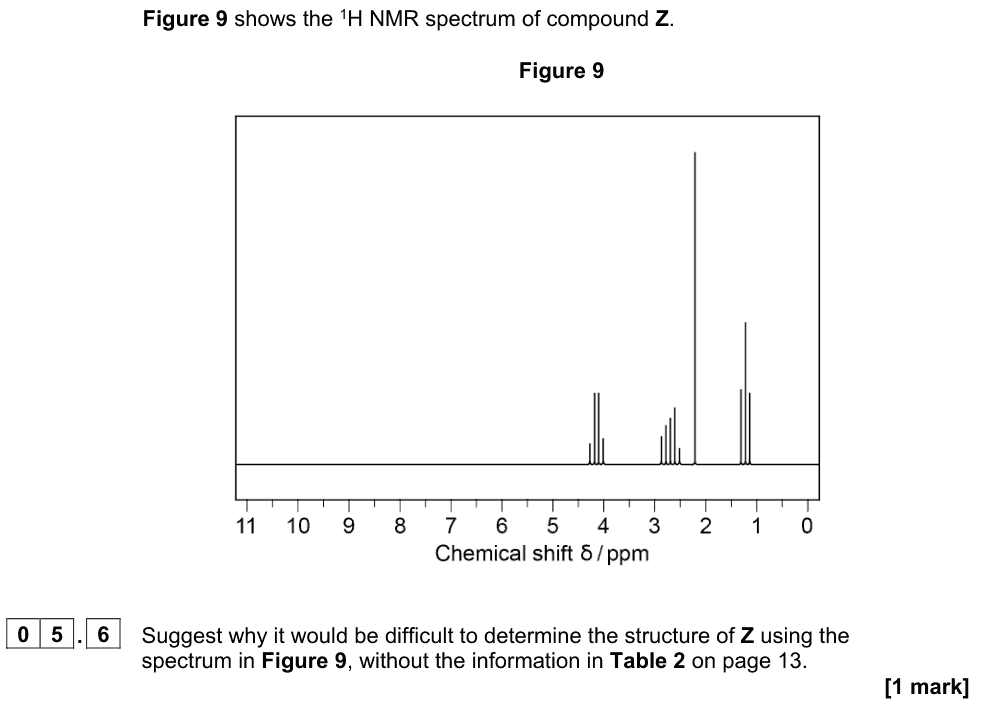 Figure 9 shows the ¹H NMR spectrum of compound Z.
Figure 9
11 10 9 8 7 6 5 4 3 2 1 0
Chemical shift δ / ppm
0 5 . 6 Suggest why it would be difficult to determine the structure of Z using the
spectrum in Figure 9, without the information in Table 2 on page 13.
[1 mark]